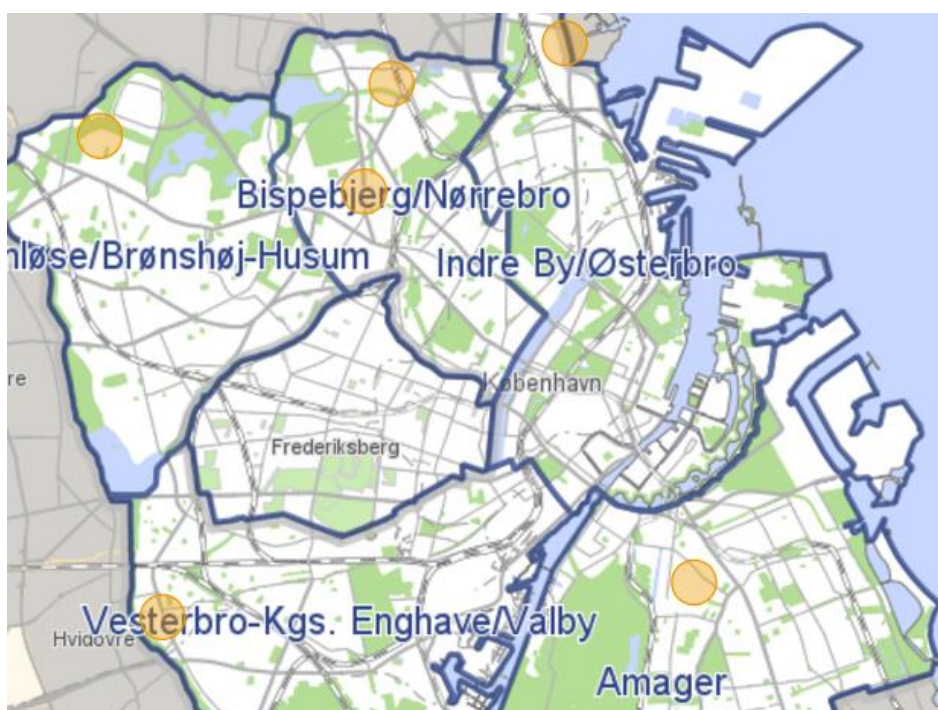 Bispebjerg/Nørrebro
nløse/Brønshøj-Husum
Indre By/Østerbro
re
København
Frederiksberg
Vesterbro-Kgs. Enghave/Valby
Hvidovre
Amager